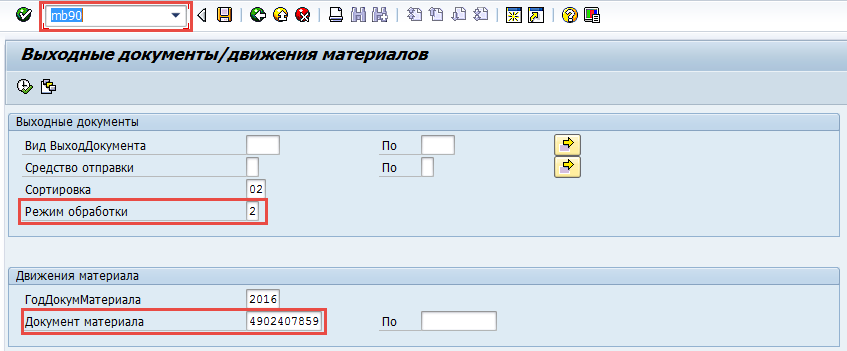 mb90
Выходные документы/движения материалов
Выходные документы
Вид ВыходДокумента По
Средство отправки По
Сортировка 02
Режим обработки 2
Движения материала
ГодДокумМатериала 2016
Документ материала 4902407859 По